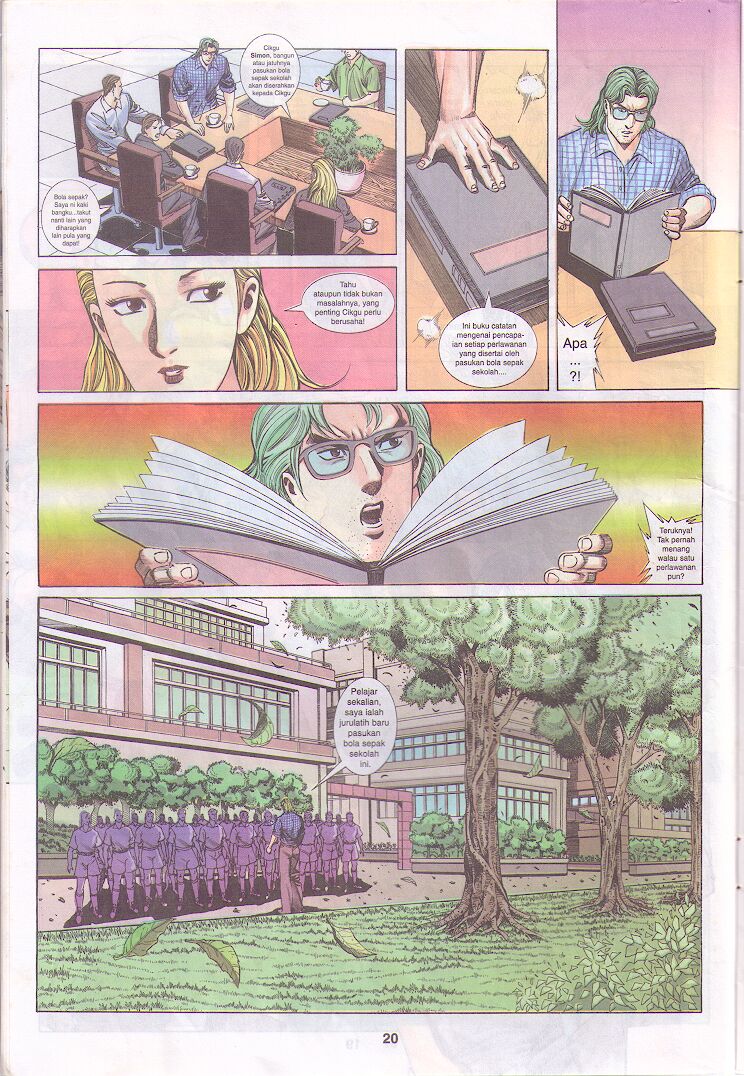 Cikgu
Simon, bangun
atau jatuhnya
pasukan bola
sepak sekolah
akan diserahkan
kepada Cikgu
Bola sepak?
Saya ni kaki
bangku...takut
nanti lain yang
diharapkan
lain pula yang
dapat!
Tahu
ataupun tidak bukan
masalahnya, yang
penting Cikgu perlu
berusaha!
Ini buku catatan
mengenai pencapa-
ian setiap perlawanan
yang disertai oleh
pasukan bola sepak
sekolah....
Apa
...
?!
Teruknya!
Tak pernah
menang
walau satu
perlawanan
pun?
Pelajar
sekalian,
saya ialah
jurulatih baru
pasukan
bola sepak
sekolah
ini.
20